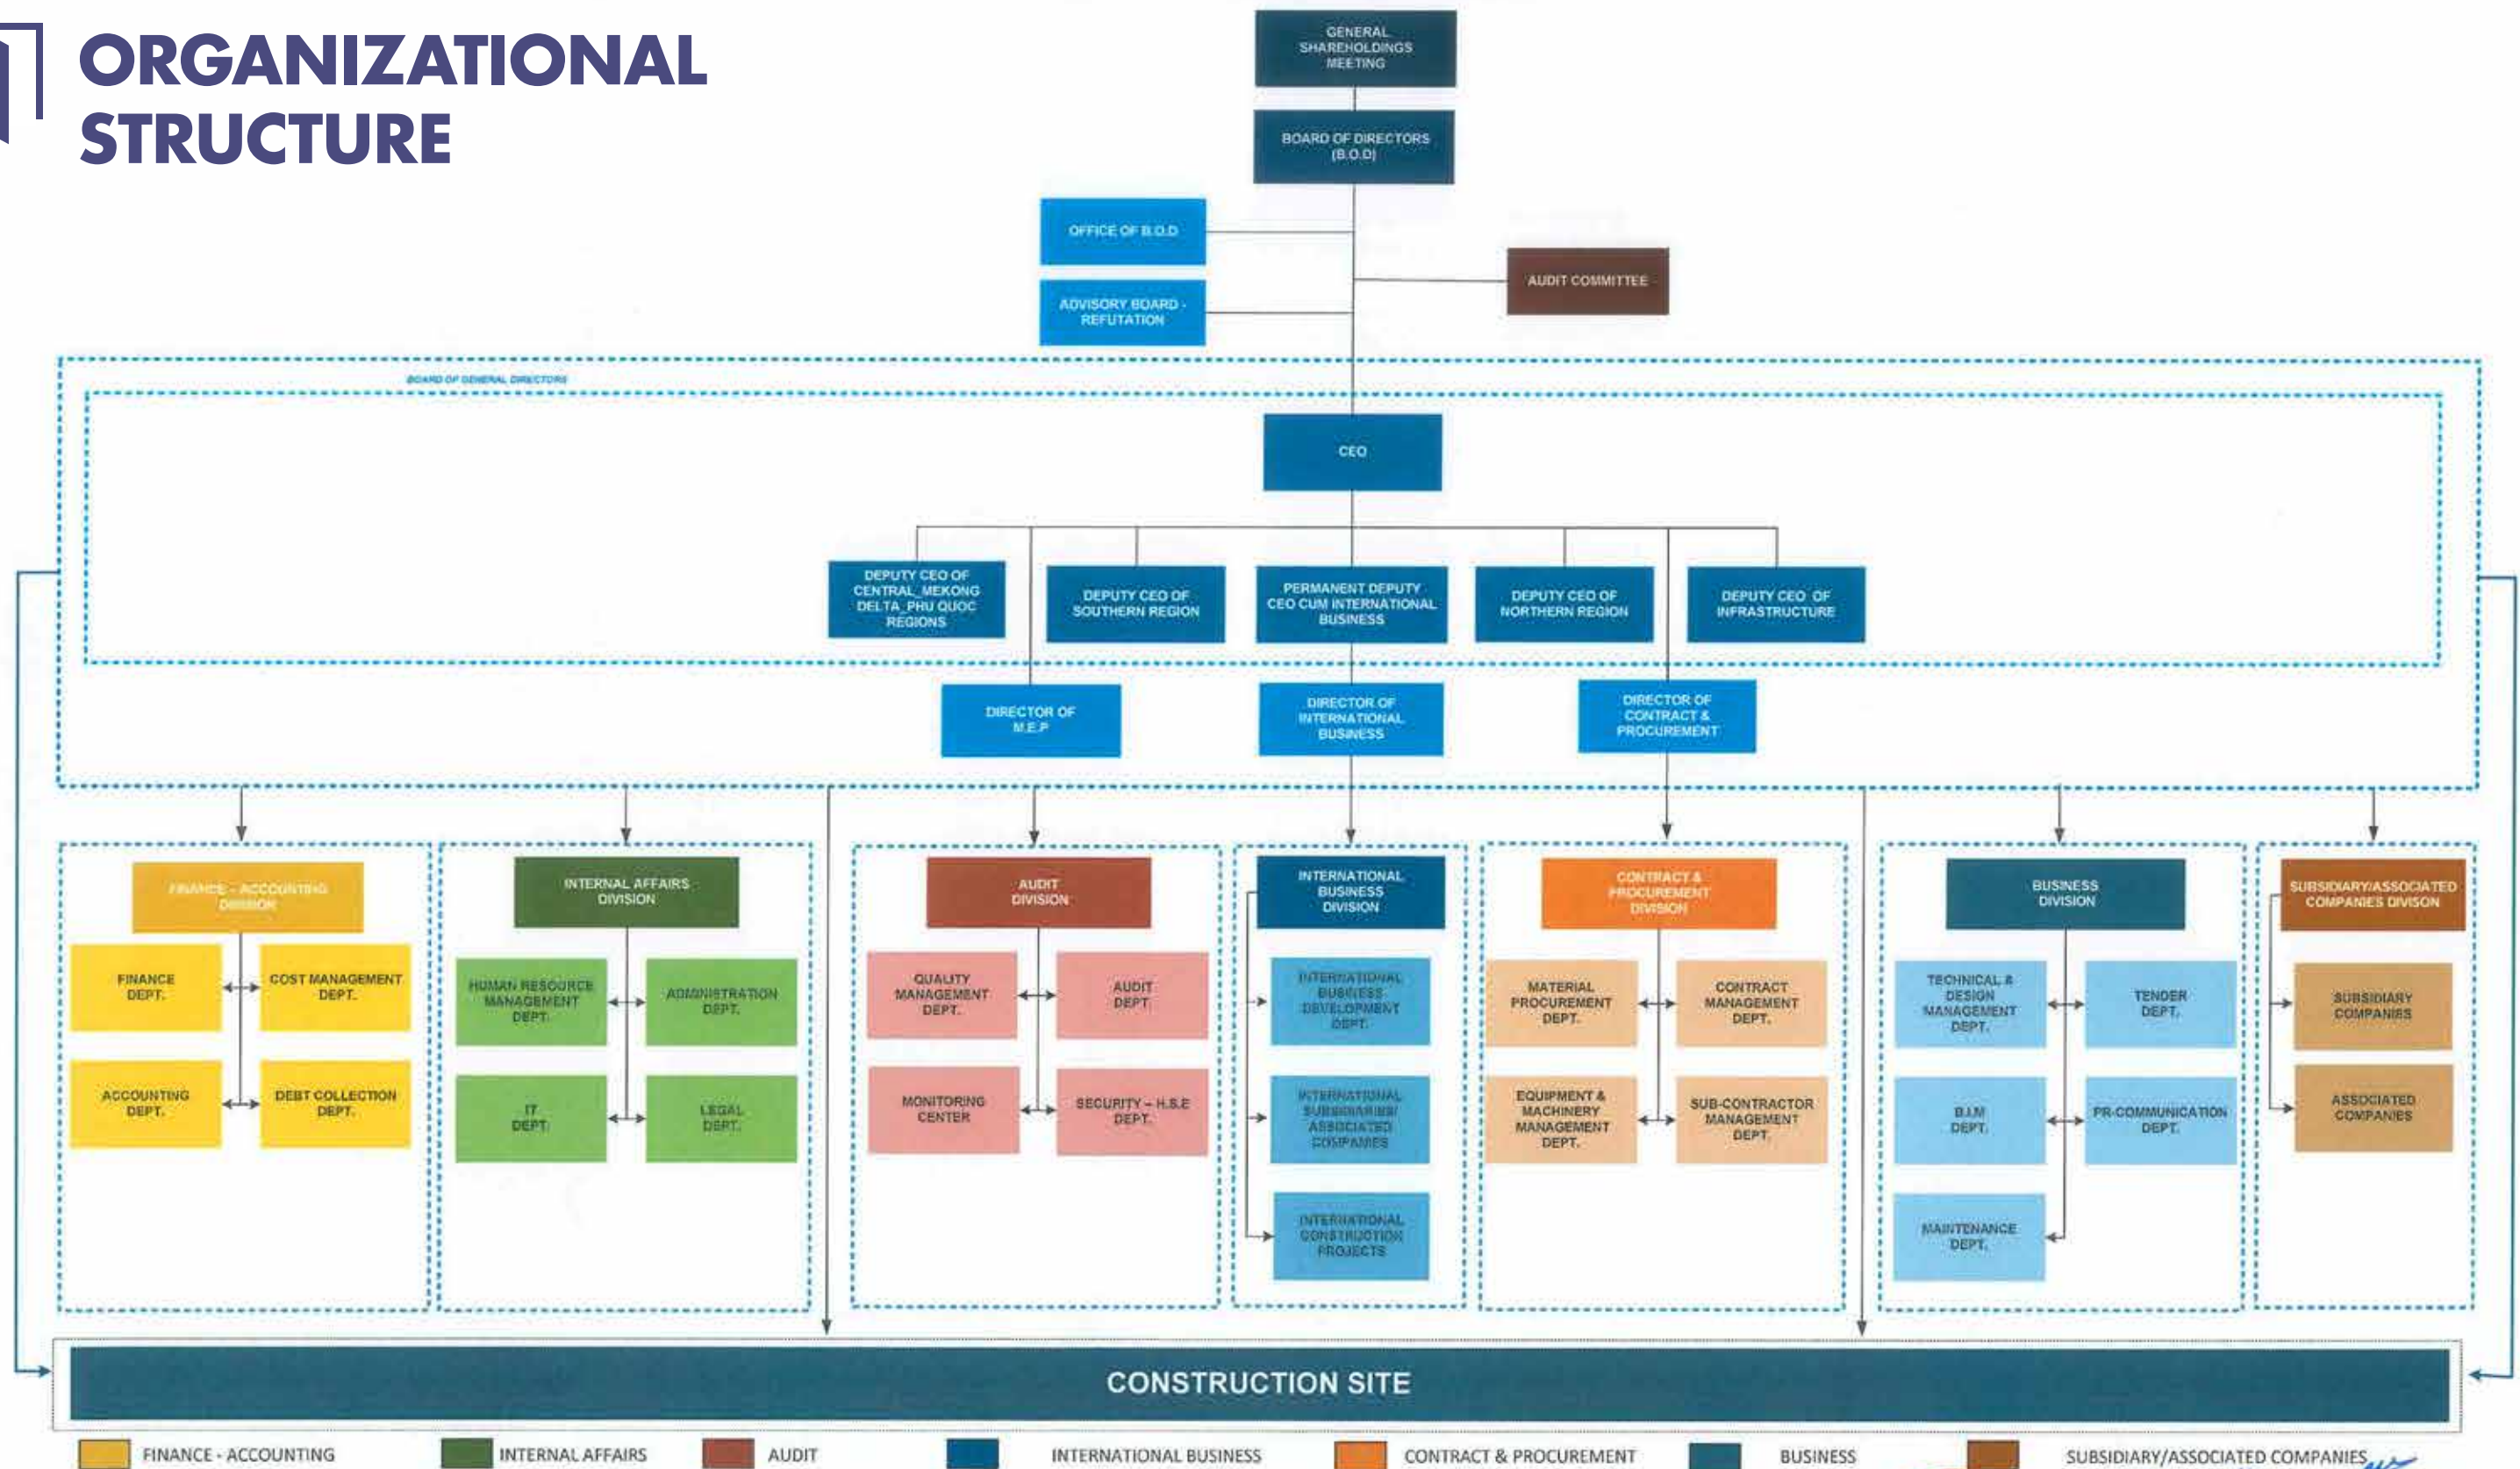 ORGANIZATIONAL
STRUCTURE
GENERAL
SHAREHOLDINGS
MEETING
BOARD OF DIRECTORS
(B.O.D)
OFFICE OF B.O.D
AUDIT COMMITTEE
ADVISORY BOARD -
REFUTATION
BOARD OF GENERAL DIRECTORS
CEO
DEPUTY CEO OF
CENTRAL_MEKONG
DELTA_PHU QUOC
REGIONS
DEPUTY CEO OF
SOUTHERN REGION
PERMANENT DEPUTY
CEO CUM INTERNATIONAL
BUSINESS
DEPUTY CEO OF
NORTHERN REGION
DEPUTY CEO OF
INFRASTRUCTURE
DIRECTOR OF
M.E.P
DIRECTOR OF
INTERNATIONAL
BUSINESS
DIRECTOR OF
CONTRACT &
PROCUREMENT
FINANCE - ACCOUNTING
DIVISION
FINANCE
DEPT.
COST MANAGEMENT
DEPT.
ACCOUNTING
DEPT.
DEBT COLLECTION
DEPT.
INTERNAL AFFAIRS
DIVISION
HUMAN RESOURCE
MANAGEMENT
DEPT.
ADMINISTRATION
DEPT.
IT
DEPT.
LEGAL
DEPT.
AUDIT
DIVISION
QUALITY
MANAGEMENT
DEPT.
AUDIT
DEPT.
MONITORING
CENTER
SECURITY – H.S.E
DEPT.
INTERNATIONAL
BUSINESS
DIVISION
INTERNATIONAL
BUSINESS
DEVELOPMENT
DEPT.
INTERNATIONAL
SUBSIDIARIES/
ASSOCIATED
COMPANIES
INTERNATIONAL
CONSTRUCTION
PROJECTS
CONTRACT &
PROCUREMENT
DIVISION
MATERIAL
PROCUREMENT
DEPT.
CONTRACT
MANAGEMENT
DEPT.
EQUIPMENT &
MACHINERY
MANAGEMENT
DEPT.
SUB-CONTRACTOR
MANAGEMENT
DEPT.
BUSINESS
DIVISION
TECHNICAL &
DESIGN
MANAGEMENT
DEPT.
TENDER
DEPT.
B.I.M
DEPT.
PR-COMMUNICATION
DEPT.
MAINTENANCE
DEPT.
SUBSIDIARY/ASSOCIATED
COMPANIES DIVISON
SUBSIDIARY
COMPANIES
ASSOCIATED
COMPANIES
CONSTRUCTION SITE
FINANCE - ACCOUNTING
INTERNAL AFFAIRS
AUDIT
INTERNATIONAL BUSINESS
CONTRACT & PROCUREMENT
BUSINESS
SUBSIDIARY/ASSOCIATED COMPANIES